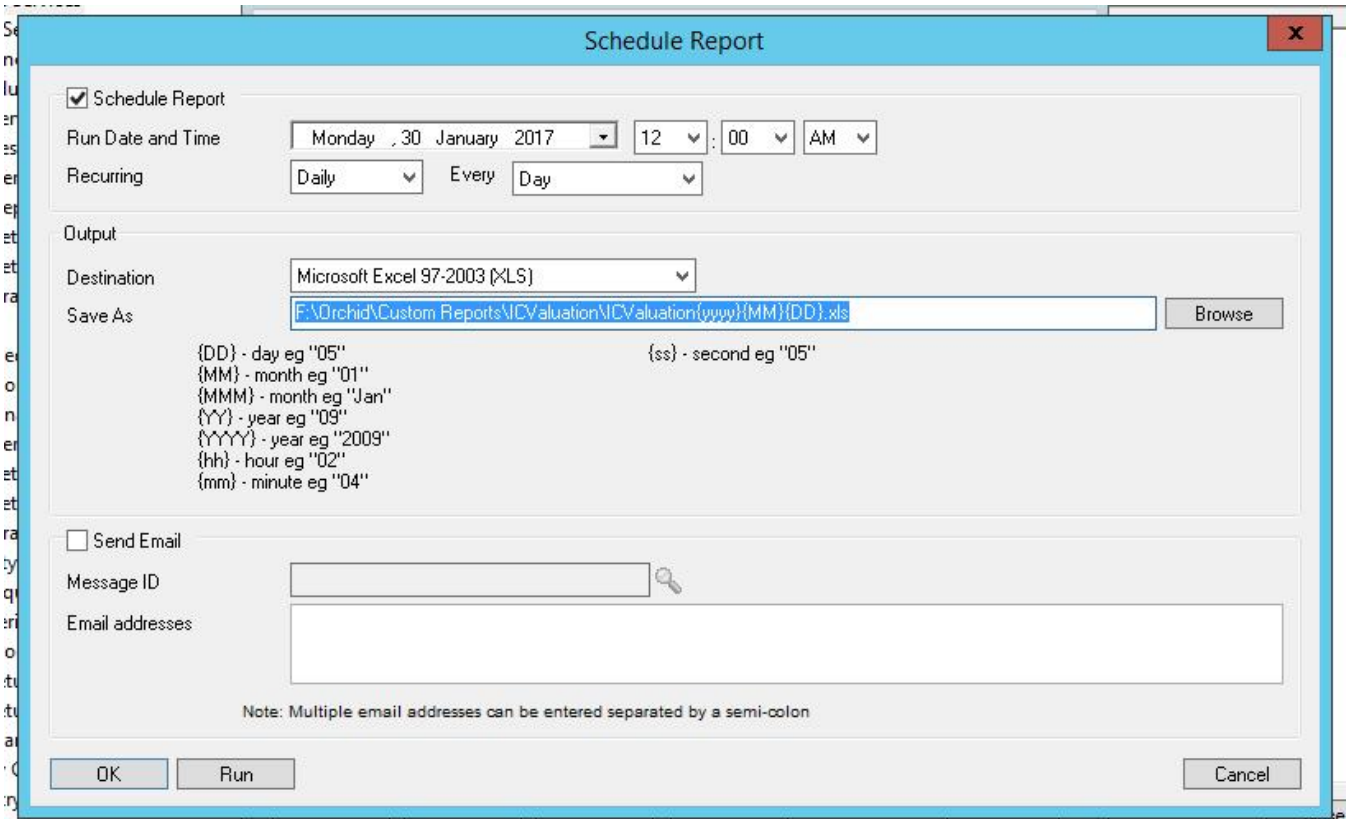 Schedule Report
x
Schedule Report
Run Date and Time Monday , 30 January 2017 12 : 00 AM
Recurring Daily Every Day
Output
Destination Microsoft Excel 97-2003 (XLS)
Save As F:\Orchid\Custom Reports\ICValuation\ICValuation{yyyy}{MM}{DD}.xls Browse
{DD} - day eg "05" {ss} - second eg "05"
{MM} - month eg "01"
{MMM} - month eg "Jan"
{YY} - year eg "09"
{YYYY} - year eg "2009"
{hh} - hour eg "02"
{mm} - minute eg "04"
Send Email
Message ID
Email addresses
Note: Multiple email addresses can be entered separated by a semi-colon
OK Run Cancel